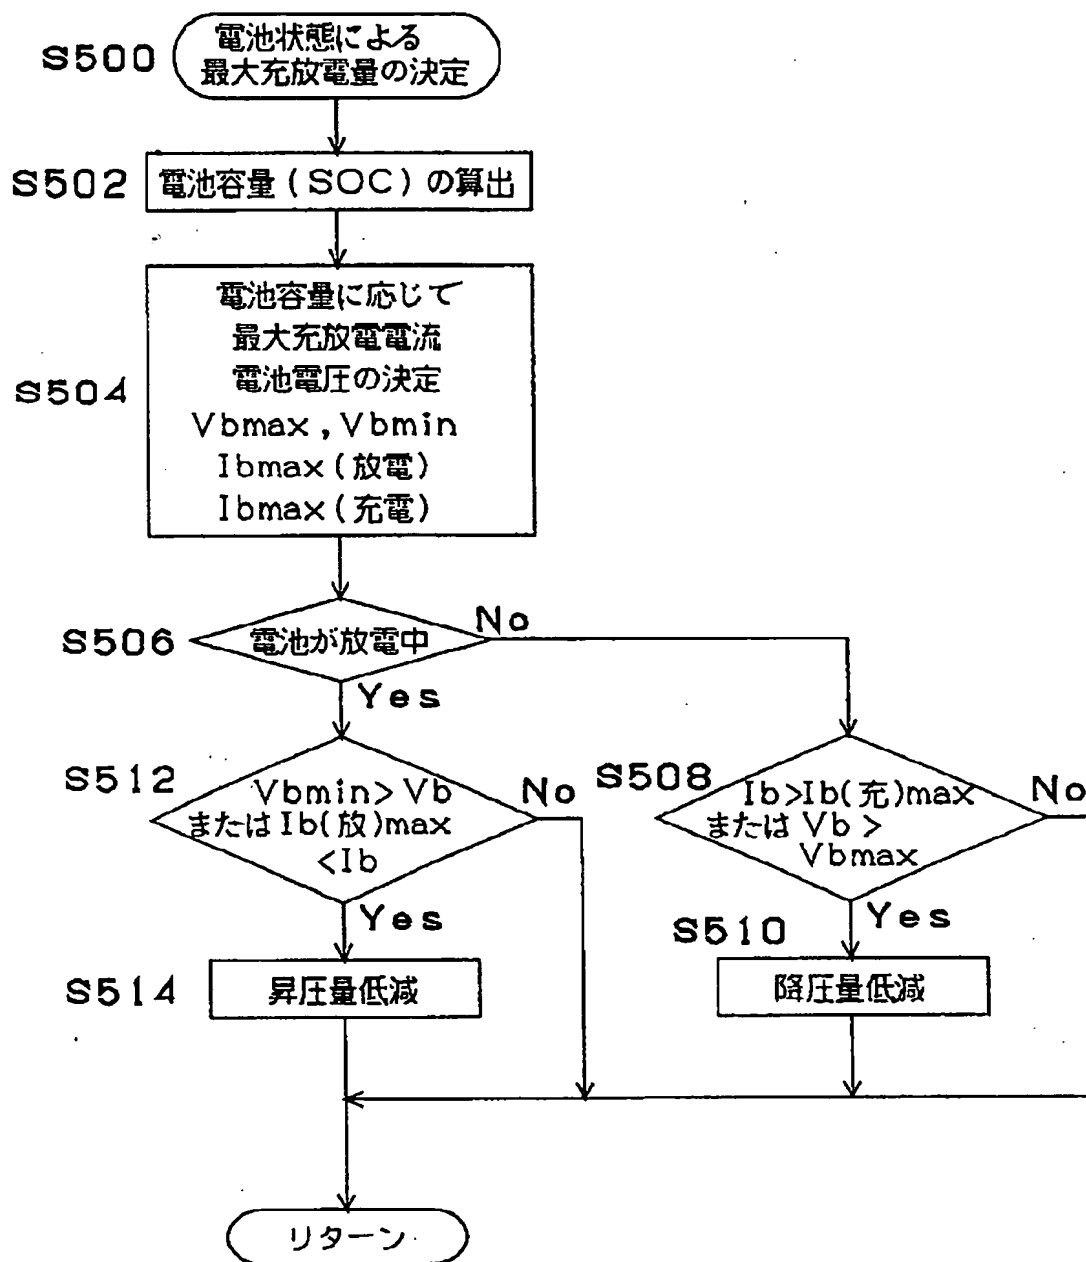 S500
電池状態による
最大充放電量の決定
S502
電池容量(SOC)の算出
S504
電池容量に応じて
最大充放電電流
電池電圧の決定
Vbmax,Vbmin
Ibmax(放電)
Ibmax(充電)
S506
電池が放電中
No
Yes
S512
Vbmin>Vb
またはIb(放)max
<Ib
No
Yes
S508
Ib>Ib(充)max
またはVb>
Vbmax
No
Yes
S514
昇圧量低減
S510
降圧量低減
リターン